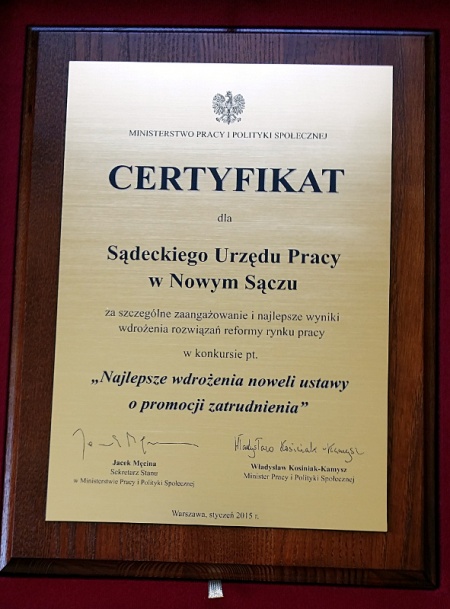 MINISTERSTWO PRACY I POLITYKI SPOŁECZNEJ
CERTYFIKAT
dla
Sądeckiego Urzędu Pracy
w Nowym Sączu
za szczególne zaangażowanie i najlepsze wyniki
wdrożenia rozwiązań reformy rynku pracy
w konkursie pt.
„Najlepsze wdrożenia noweli ustawy
o promocji zatrudnienia”
Władysław Kosiniak-Kamysz
Jacek Męcina
Sekretarz Stanu
w Ministerstwie Pracy i Polityki Społecznej
Władysław Kosiniak-Kamysz
Minister Pracy i Polityki Społecznej
Warszawa, styczeń 2015 r.